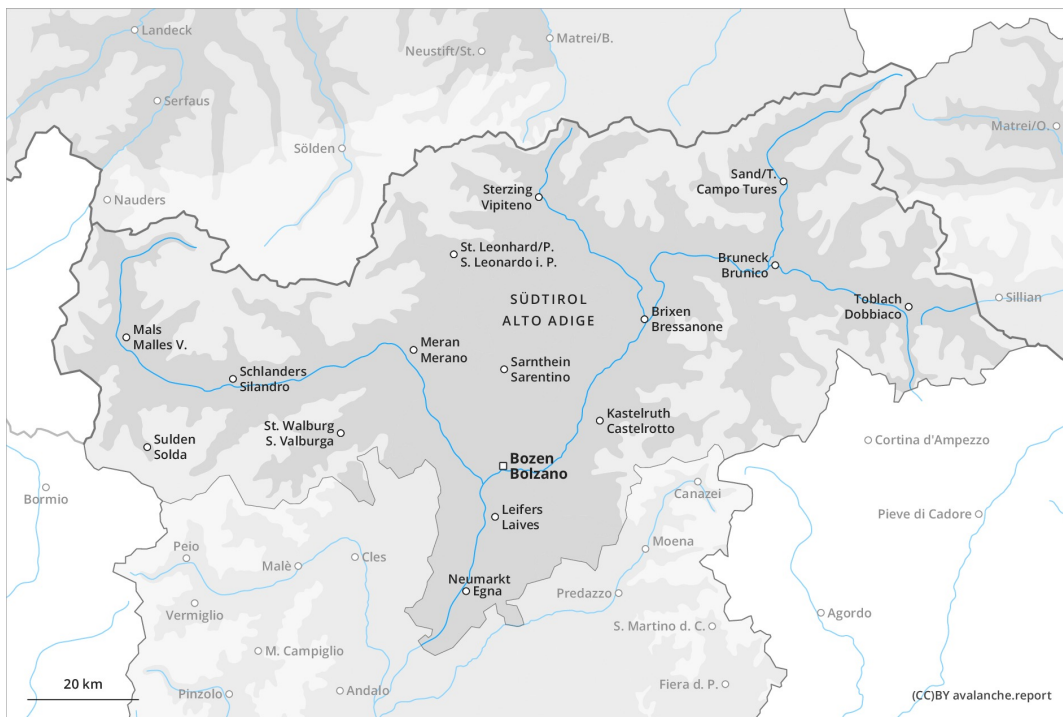 Landeck
Neustift/St.
Matrei/B.
Serfaus
Matrei/O.
Sölden
Sand/T.
Campo Tures
Sterzing
Vipiteno
Nauders
St. Leonhard/P.
S. Leonardo i. P.
Bruneck
Brunico
SÜDTIROL
ALTO ADIGE
Toblach
Dobbiaco
Sillian
Brixen
Bressanone
Mals
Malles V.
Meran
Merano
Sarnthein
Sarentino
Schlanders
Silandro
Kastelruth
Castelrotto
St. Walburg
S. Valburga
Sulden
Solda
Cortina d'Ampezzo
Bozen
Bolzano
Bormio
Canazei
Leifers
Laives
Pieve di Cadore
Moena
Peio
Malè
Cles
Neumarkt
Egna
Predazzo
Vermiglio
Agordo
S. Martino d. C.
M. Campiglio
20 km
Pinzolo
Andalo
Fiera d. P.
(CC)BY avalanche.report